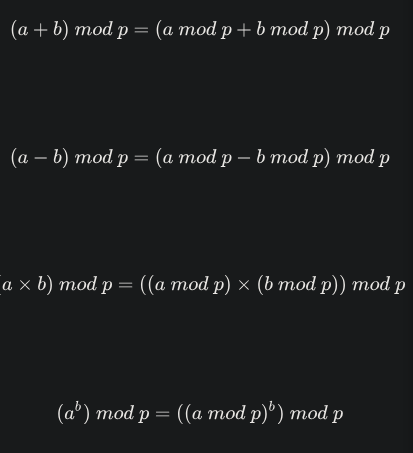 (a + b) mod p = (a mod p + b mod p) mod p
(a − b) mod p = (a mod p − b mod p) mod p
(a × b) mod p = ((a mod p) × (b mod p)) mod p
(a^b) mod p = ((a mod p)^b) mod p